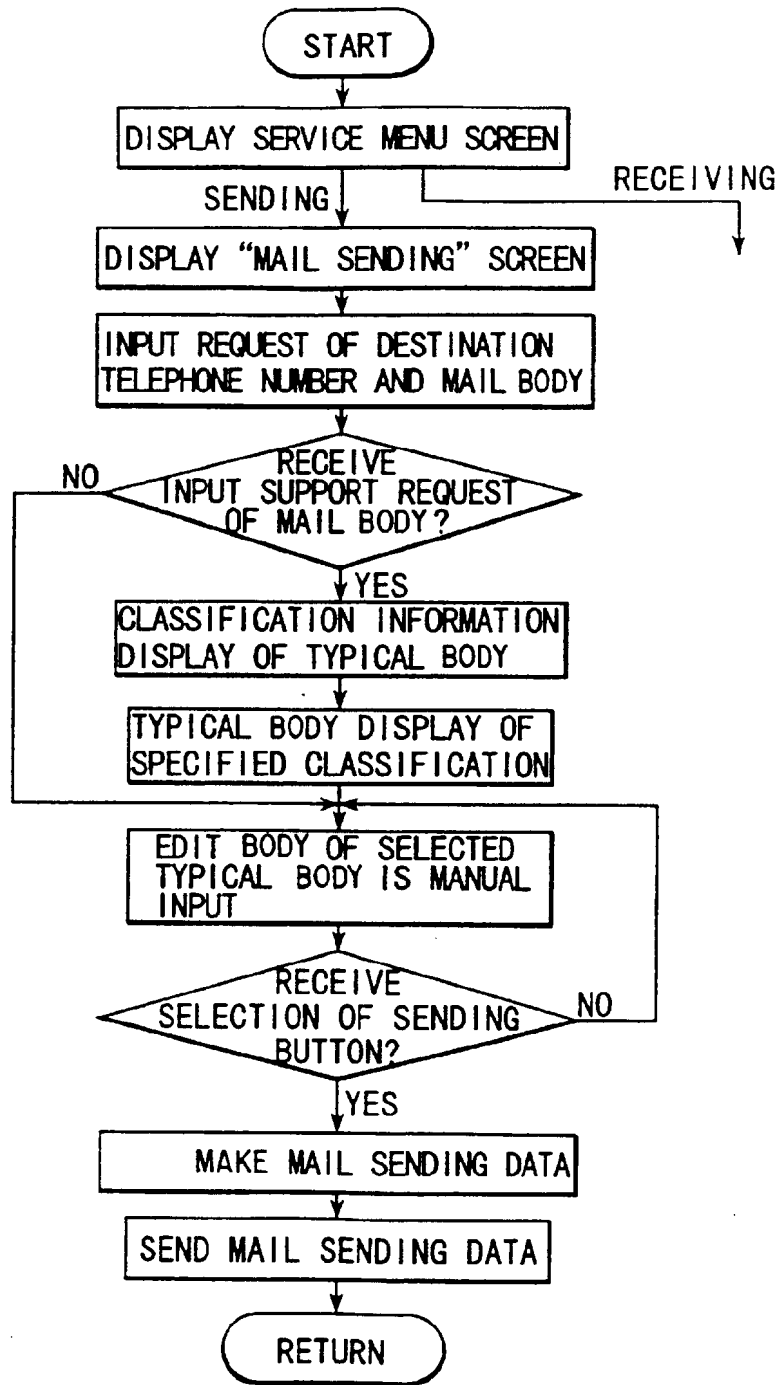 START
DISPLAY SERVICE MENU SCREEN
RECEIVING
SENDING
DISPLAY “MAIL SENDING” SCREEN
INPUT REQUEST OF DESTINATION
TELEPHONE NUMBER AND MAIL BODY
NO
RECEIVE
INPUT SUPPORT REQUEST
OF MAIL BODY?
YES
CLASSIFICATION INFORMATION
DISPLAY OF TYPICAL BODY
TYPICAL BODY DISPLAY OF
SPECIFIED CLASSIFICATION
EDIT BODY OF SELECTED
TYPICAL BODY IS MANUAL
INPUT
RECEIVE
SELECTION OF SENDING
BUTTON?
NO
YES
MAKE MAIL SENDING DATA
SEND MAIL SENDING DATA
RETURN